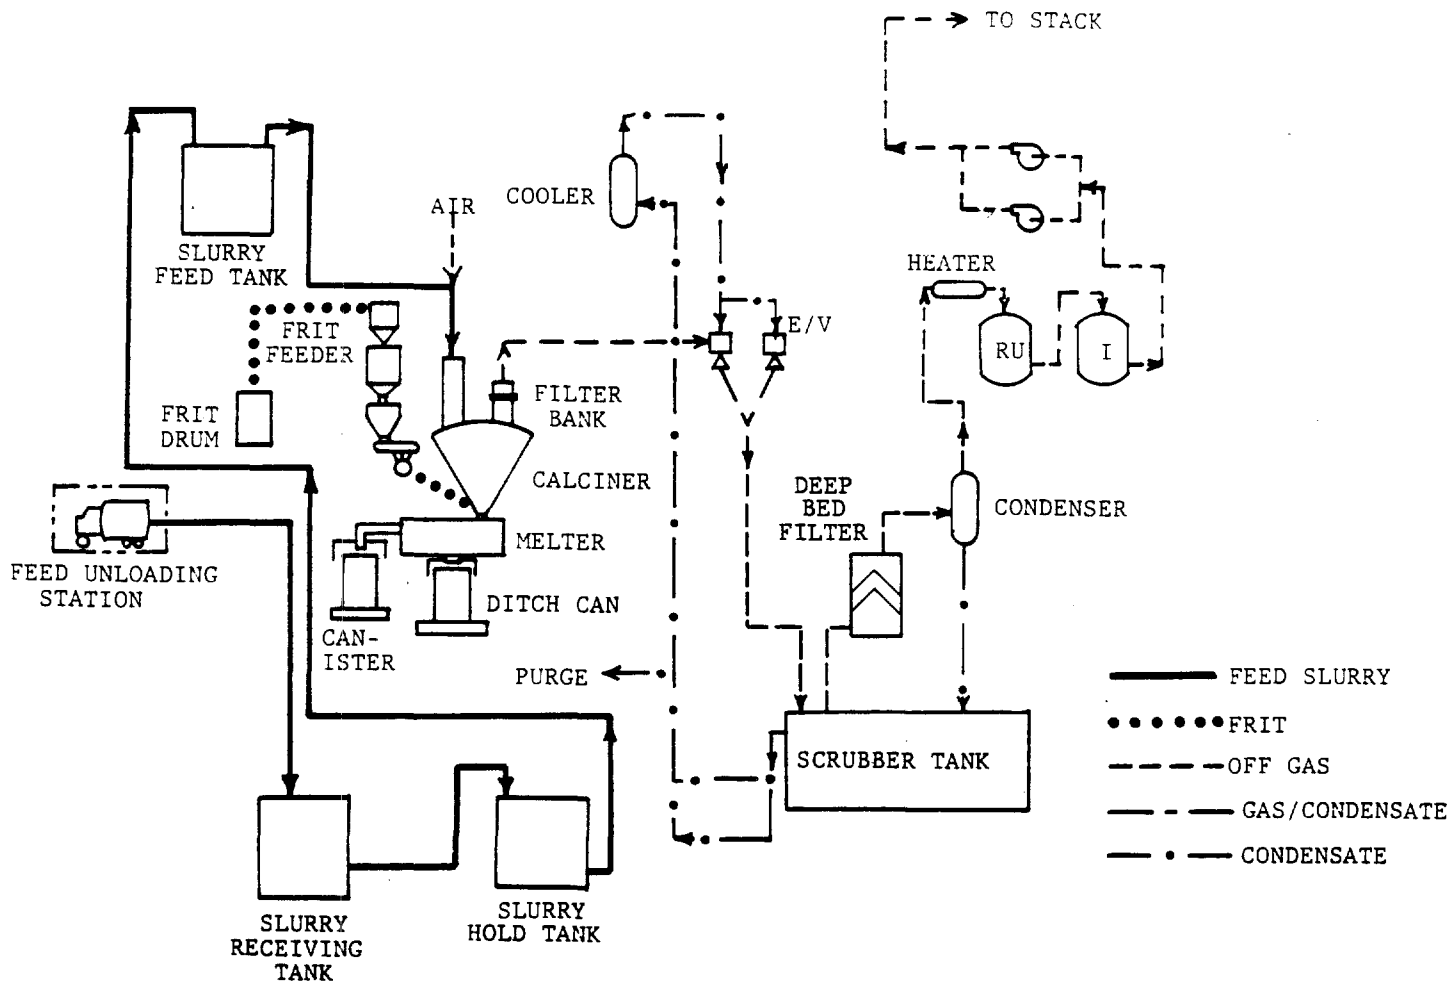 TO STACK
COOLER
AIR
SLURRY
FEED TANK
HEATER
FRIT
FEEDER
E/V
RU
I
FILTER
BANK
FRIT
DRUM
CALCINER
DEEP
BED
FILTER
CONDENSER
MELTER
FEED UNLOADING
STATION
DITCH CAN
CAN-
ISTER
PURGE
FEED SLURRY
FRIT
SCRUBBER TANK
OFF GAS
GAS/CONDENSATE
CONDENSATE
SLURRY
HOLD TANK
SLURRY
RECEIVING
TANK